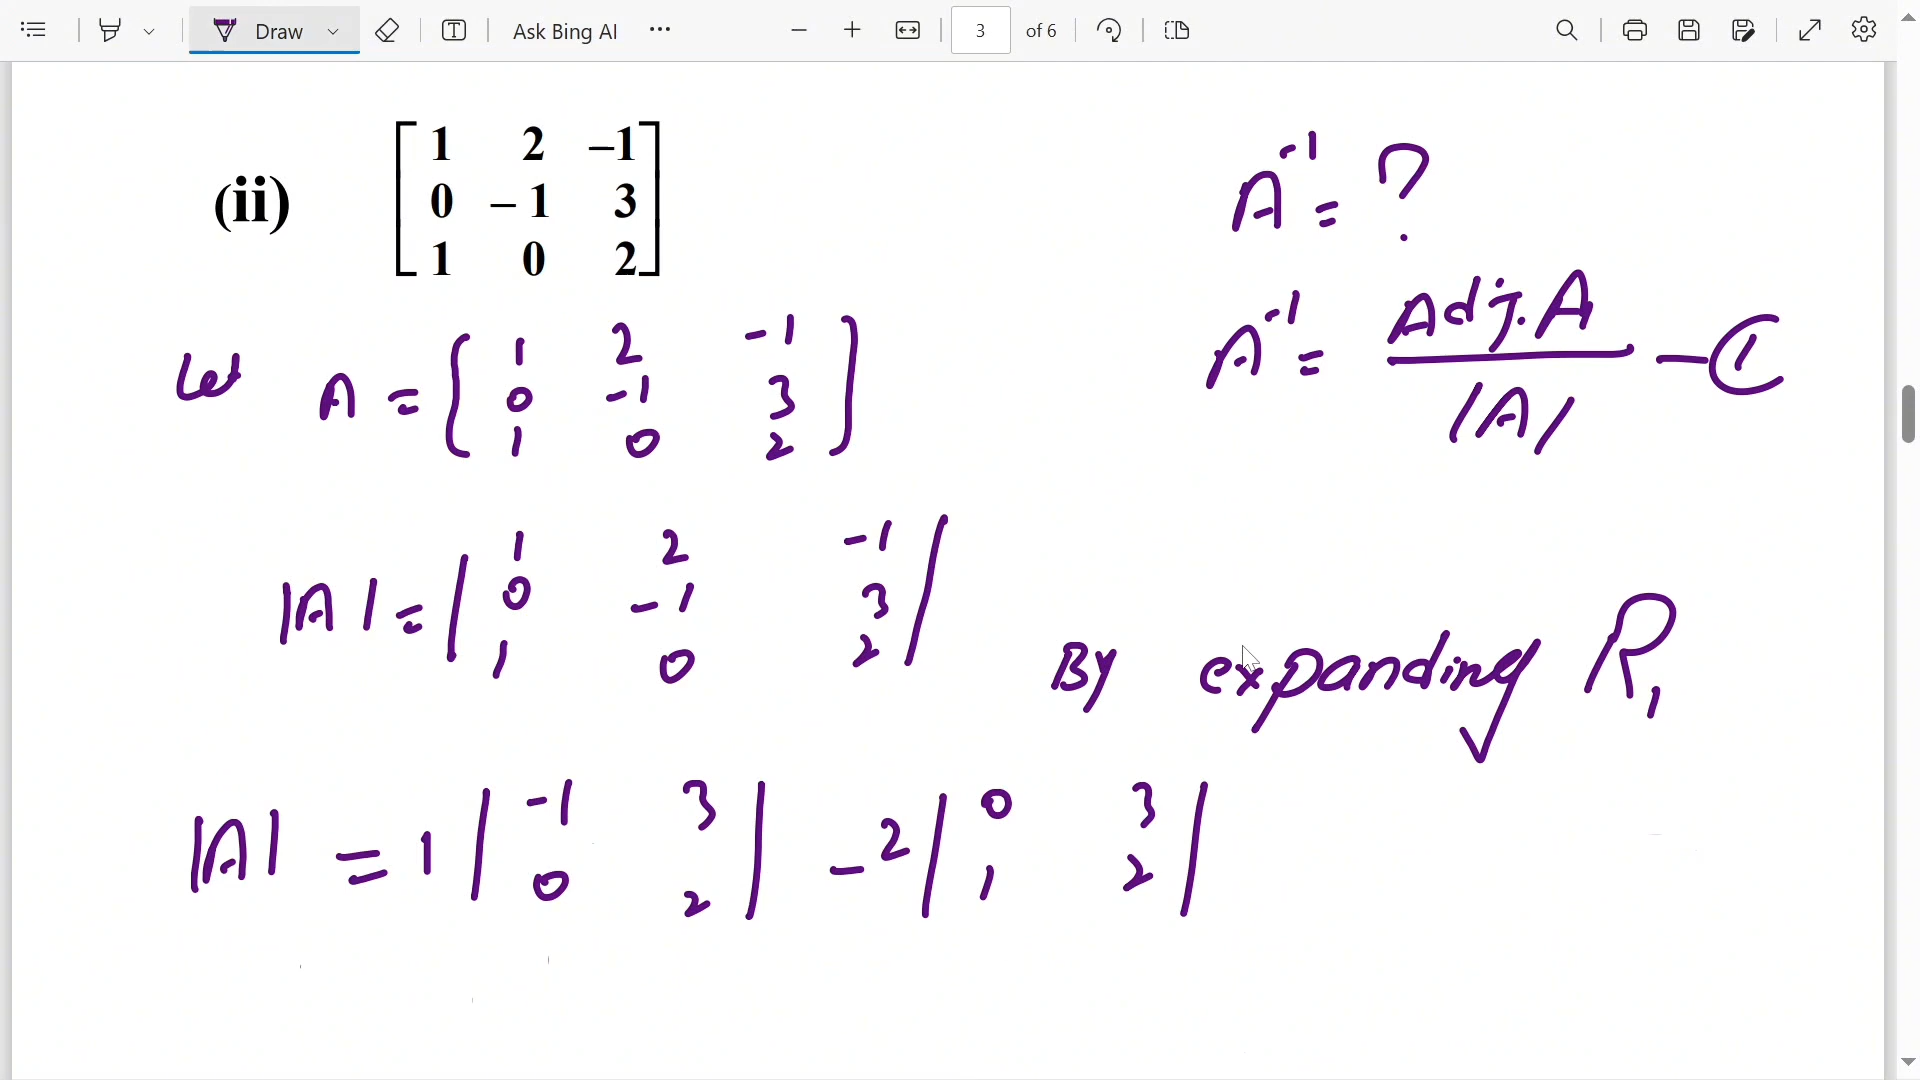 Draw Ask Bing AI 3 of 6
(ii) [ 1 2 −1
0 −1 3
1 0 2 ]
A⁻¹ = ?
A⁻¹ = Adj. A / |A| — ①
Let A = [ 1 2 -1
0 -1 3
1 0 2 ]
|A| = | 1 2 -1
0 -1 3
1 0 2 |
By expanding R₁
|A| = 1 | -1 3 | - 2 | 0 3 |
0 2 1 2